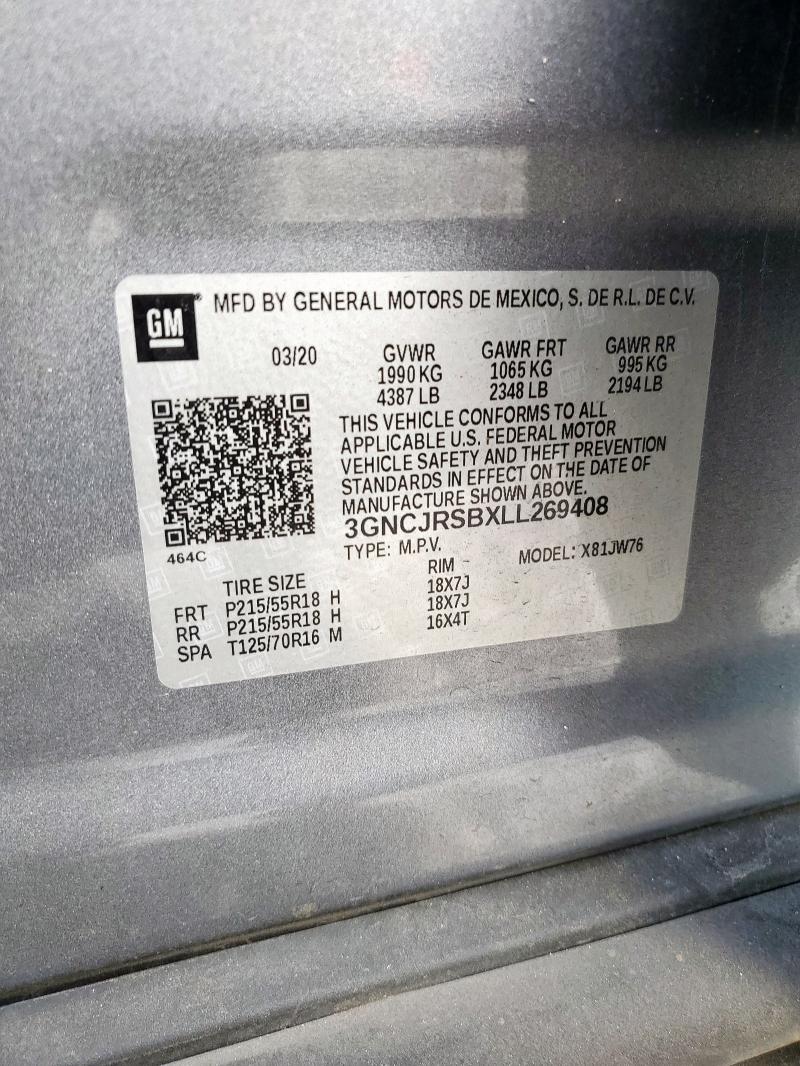 GM® MFD BY GENERAL MOTORS DE MEXICO, S. DE R.L. DE C.V.
03/20 GVWR GAWR FRT GAWR RR
1990 KG 1065 KG 995 KG
4387 LB 2348 LB 2194 LB
THIS VEHICLE CONFORMS TO ALL
APPLICABLE U.S. FEDERAL MOTOR
VEHICLE SAFETY AND THEFT PREVENTION
STANDARDS IN EFFECT ON THE DATE OF
MANUFACTURE SHOWN ABOVE.
3GNCJRSBXLL269408
464C TYPE: M.P.V. MODEL: X81JW76
TIRE SIZE RIM
FRT P215/55R18 H 18X7J
RR P215/55R18 H 18X7J
SPA T125/70R16 M 16X4T